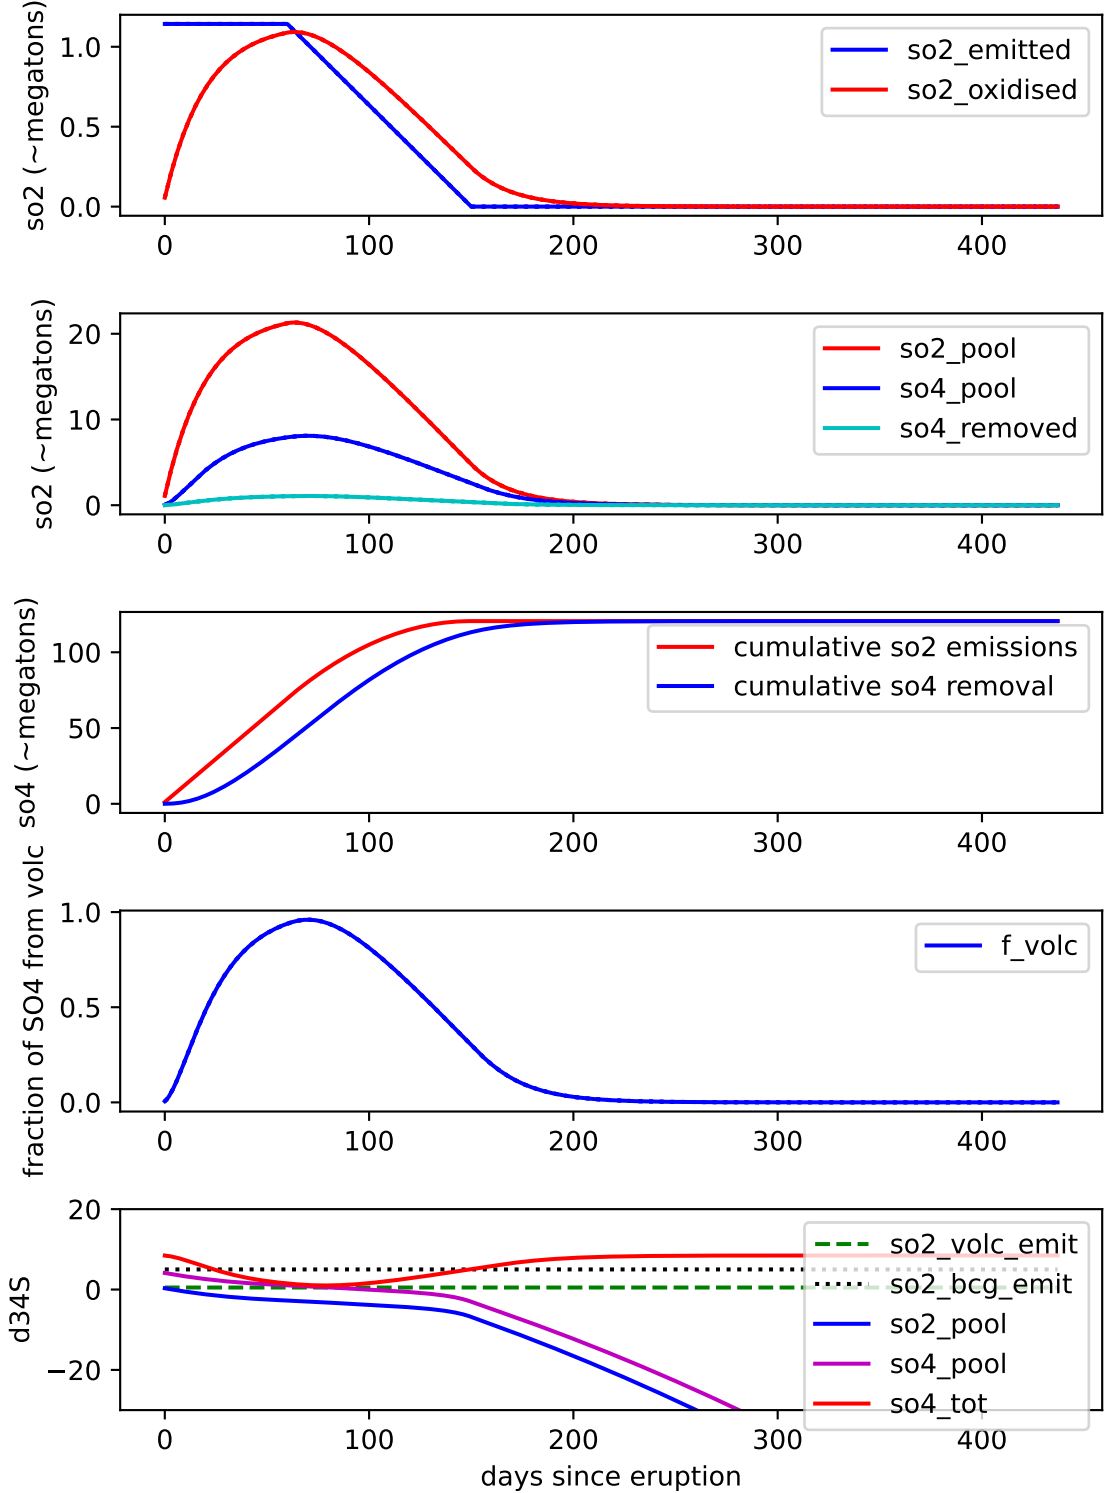 so2 (~megatons)
1.0
0.5
0.0
so2_emitted
so2_oxidised
0 100 200 300 400
so2 (~megatons)
20
10
0
so2_pool
so4_pool
so4_removed
0 100 200 300 400
so4 (~megatons)
100
50
0
cumulative so2 emissions
cumulative so4 removal
0 100 200 300 400
fraction of SO4 from volc
1.0
0.5
0.0
f_volc
0 100 200 300 400
d34S
20
0
−20
so2_volc_emit
so2_bcg_emit
so2_pool
so4_pool
so4_tot
0 100 200 300 400
days since eruption